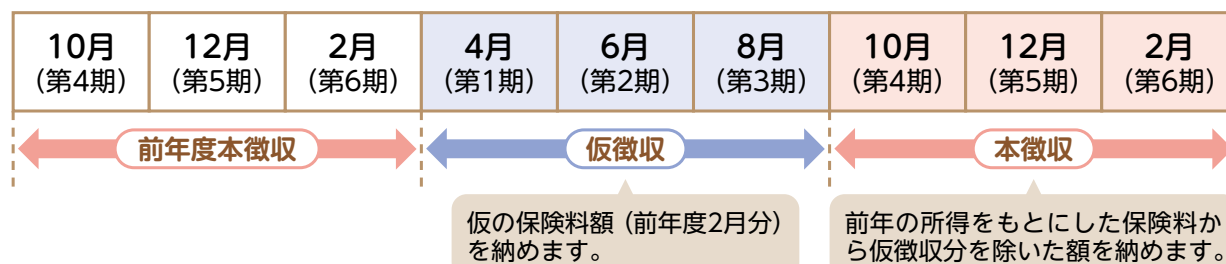 10月 12月 2月 4月 6月 8月 10月 12月 2月
(第4期) (第5期) (第6期) (第1期) (第2期) (第3期) (第4期) (第5期) (第6期)
前年度本徴収 仮徴収 本徴収
仮の保険料額(前年度2月分)
を納めます。
前年の所得をもとにした保険料か
ら仮徴収分を除いた額を納めます。